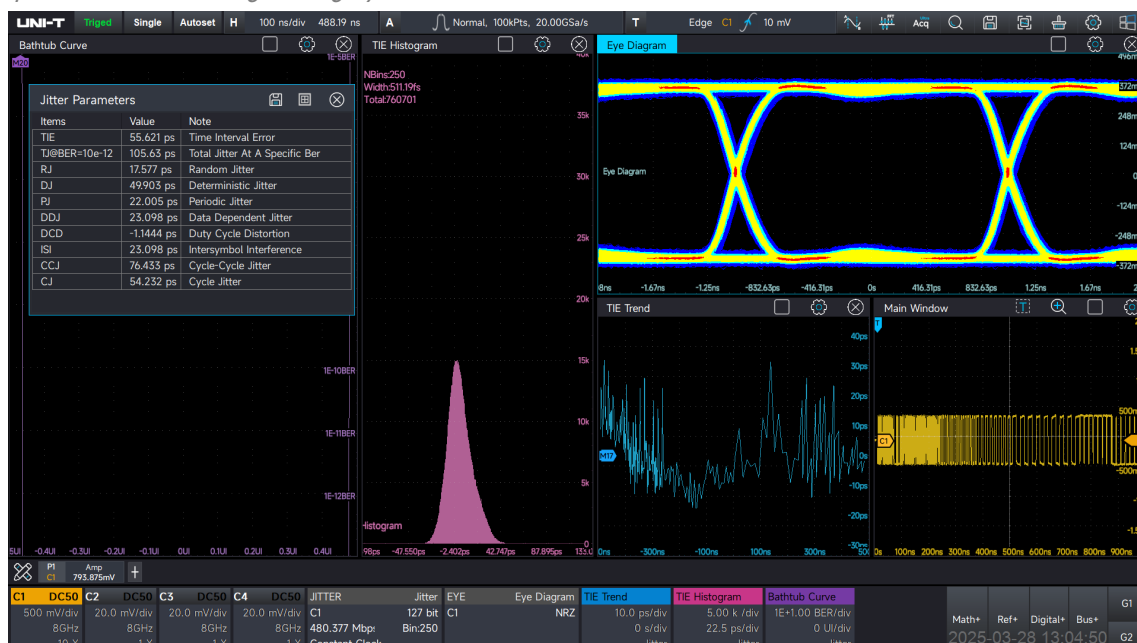 UNI-T Triged Single Autoset H 100 ns/div 488.19 ns A Normal, 100kPts, 20.00GSa/s T Edge C1 10 mV Acq
Bathtub Curve
TIE Histogram
Eye Diagram
M20
1E-5BER
NBins:250
Width:511.19fs
Total:760701
Jitter Parameters
Items Value Note
TIE 55.621 ps Time Interval Error
TJ@BER=10e-12 105.63 ps Total Jitter At A Specific Ber
RJ 17.577 ps Random Jitter
DJ 49.903 ps Deterministic Jitter
PJ 22.005 ps Periodic Jitter
DDJ 23.098 ps Data Dependent Jitter
DCD -1.1444 ps Duty Cycle Distortion
ISI 23.098 ps Intersymbol Interference
CCJ 76.433 ps Cycle-Cycle Jitter
CJ 54.232 ps Cycle Jitter
1E-10BER
1E-11BER
1E-12BER
-0.4UI -0.3UI -0.2UI -0.1UI 0UI 0.1UI 0.2UI 0.3UI 0.4UI
35k
30k
25k
20k
15k
10k
5k
0
Histogram
-47.550ps -2.402ps 42.747ps 87.895ps
496m
372m
248m
124m
0
-124m
-248m
-372m
Eye Diagram
-1.67ns -1.25ns -832.63ps -416.31ps 0s 416.31ps 832.63ps 1.25ns 1.67ns
TIE Trend
Main Window
40ps
30ps
20ps
10ps
0s
-10ps
-20ps
-30ps
M17
-300ns -100ns 100ns 300ns
T
C1
500m
-500m
0s 100ns 200ns 300ns 400ns 500ns 600ns 700ns 800ns 900ns
P1 C1 Amp 793.875mV +
C1 DC50 C2 DC50 C3 DC50 C4 DC50 JITTER Jitter EYE Eye Diagram TIE Trend TIE Histogram Bathtub Curve
500 mV/div 20.0 mV/div 20.0 mV/div 20.0 mV/div C1 127 bit C1 NRZ 10.0 ps/div 5.00 k /div 1E+1.00 BER/div
8GHz 8GHz 8GHz 8GHz 480.377 Mbp: Bin:250 0 s/div 22.5 ps/div 0 UI/div
Math+ Ref+ Digital+ Bus+
G1
G2
2025-03-28 13:04:50